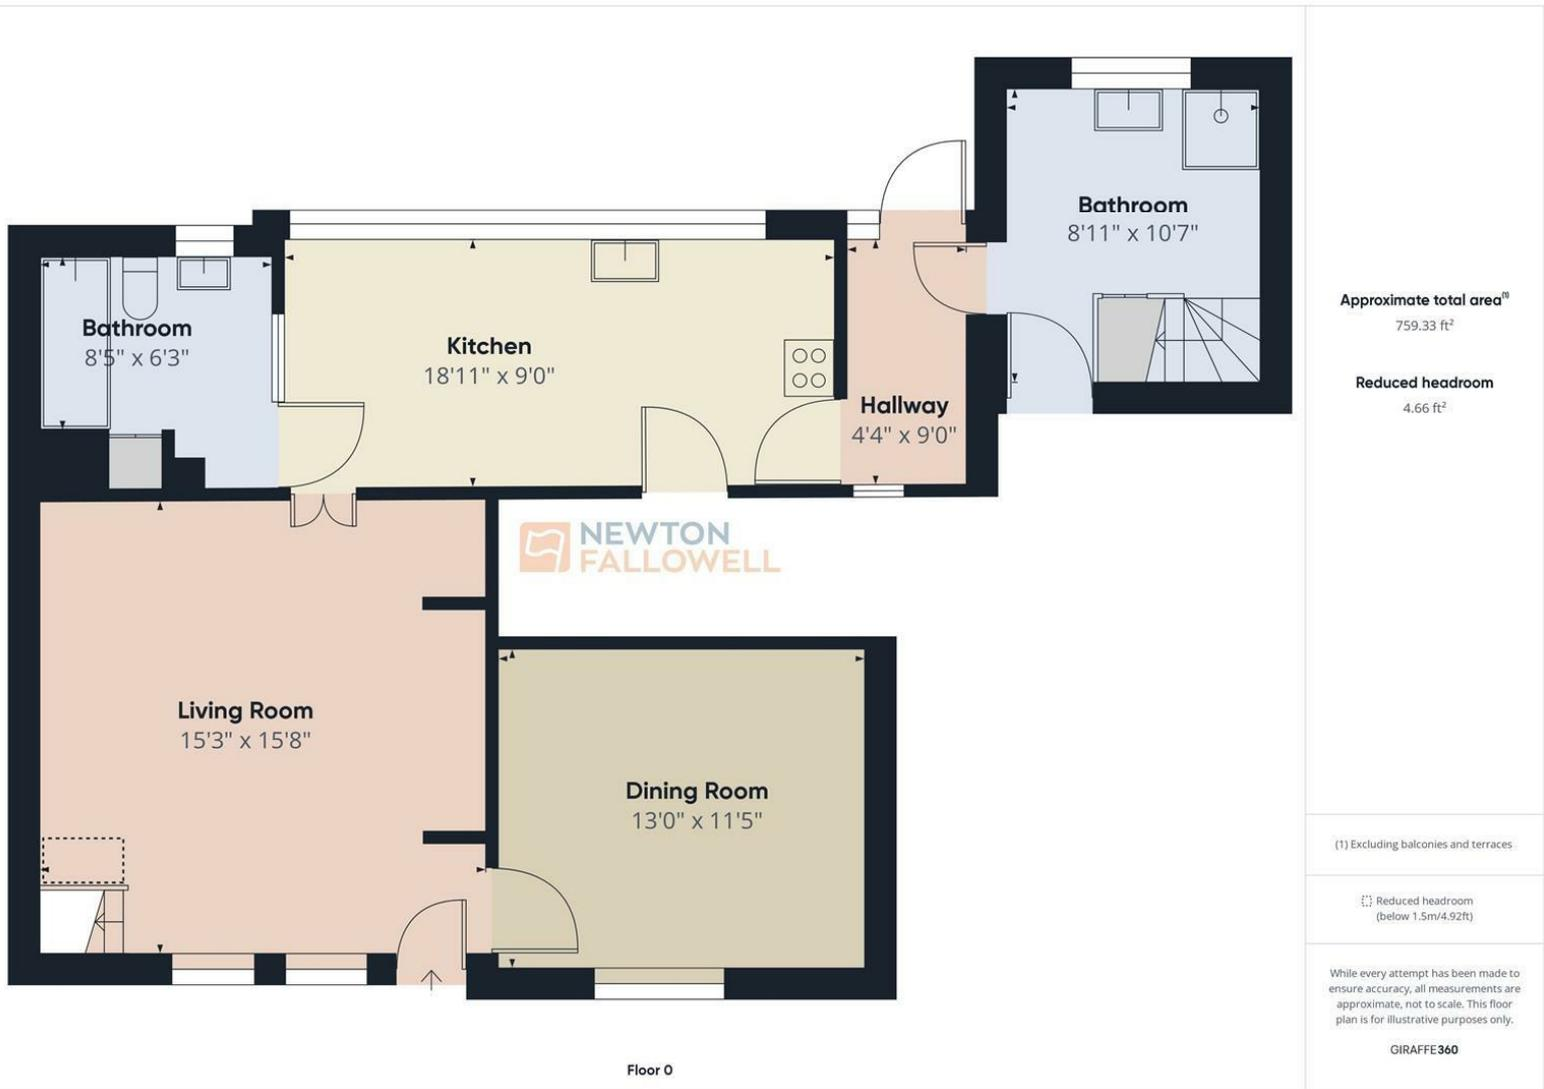 Bathroom
8'11" x 10'7"
Bathroom
8'5" x 6'3"
Kitchen
18'11" x 9'0"
Hallway
4'4" x 9'0"
NEWTON
FALLOWELL
Living Room
15'3" x 15'8"
Dining Room
13'0" x 11'5"
Floor 0
Approximate total area(1)
759.33 ft²
Reduced headroom
4.66 ft²
(1) Excluding balconies and terraces
Reduced headroom
(below 1.5m/4.92ft)
While every attempt has been made to
ensure accuracy, all measurements are
approximate, not to scale. This floor
plan is for illustrative purposes only.
GIRAFFE360